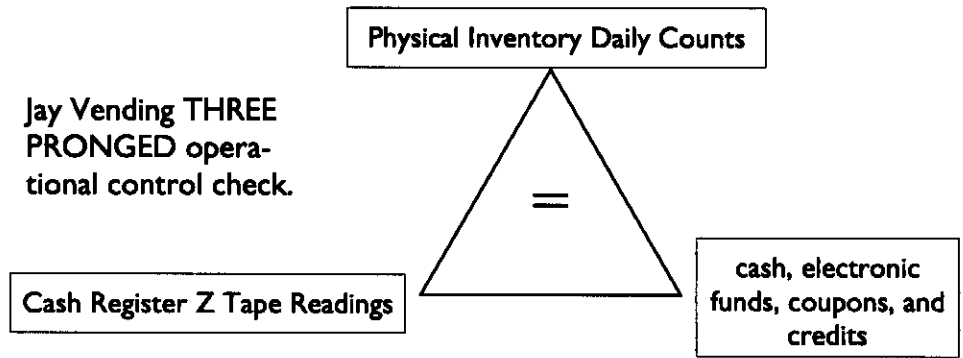 Physical Inventory Daily Counts
Jay Vending THREE
PRONGED opera-
tional control check.
=
Cash Register Z Tape Readings
cash, electronic
funds, coupons, and
credits